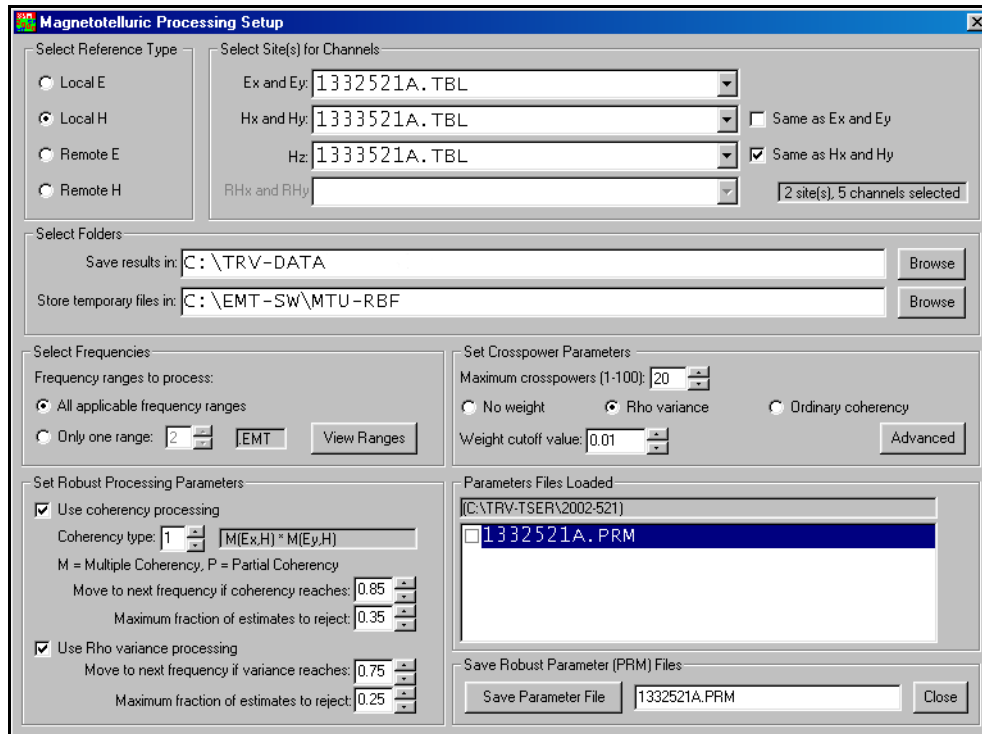 Magnetotelluric Processing Setup
Select Reference Type
Local E
Local H
Remote E
Remote H
Select Site(s) for Channels
Ex and Ey: 1332521A.TBL
Hx and Hy: 1333521A.TBL
Same as Ex and Ey
Hz: 1333521A.TBL
Same as Hx and Hy
RHx and RHy
2 site(s), 5 channels selected
Select Folders
Save results in: C:\TRV-DATA
Browse
Store temporary files in: C:\EMT-SW\MTU-RBF
Browse
Select Frequencies
Frequency ranges to process:
All applicable frequency ranges
Only one range: 2 .EMT View Ranges
Set Crosspower Parameters
Maximum crosspowers (1-100): 20
No weight Rho variance Ordinary coherency
Weight cutoff value: 0.01 Advanced
Set Robust Processing Parameters
Use coherency processing
Coherency type: 1 M(Ex,H) * M(Ey,H)
M = Multiple Coherency, P = Partial Coherency
Move to next frequency if coherency reaches: 0.85
Maximum fraction of estimates to reject: 0.35
Use Rho variance processing
Move to next frequency if variance reaches: 0.75
Maximum fraction of estimates to reject: 0.25
Parameters Files Loaded
(C:\TRV-TSER\2002-521)
1332521A.PRM
Save Robust Parameter (PRM) Files
Save Parameter File 1332521A.PRM Close